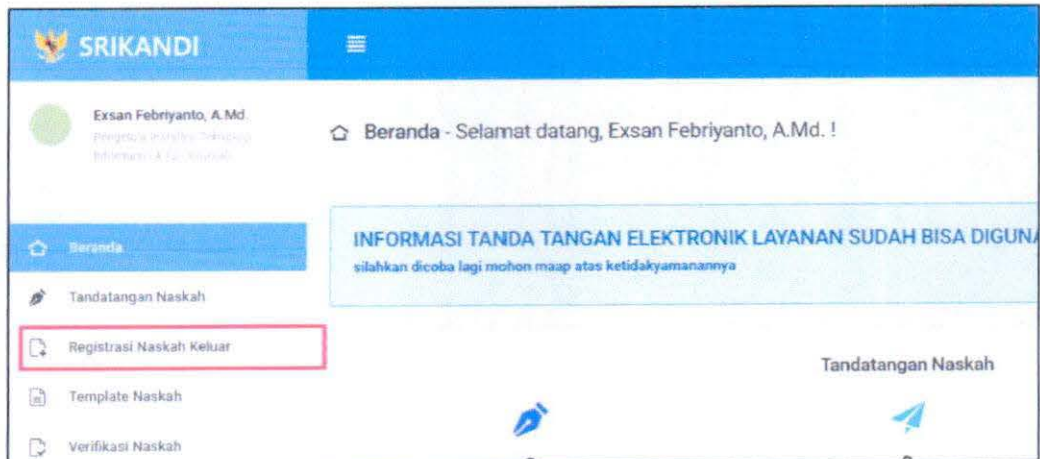 SRIKANDI
Exsan Febriyanto, A.Md.
Beranda - Selamat datang, Exsan Febriyanto, A.Md. !
Beranda
INFORMASI TANDA TANGAN ELEKTRONIK LAYANAN SUDAH BISA DIGUNA
silahkan dicoba lagi mohon maap atas ketidakyamanannya
Tandatangan Naskah
Registrasi Naskah Keluar
Template Naskah
Verifikasi Naskah
Tandatangan Naskah